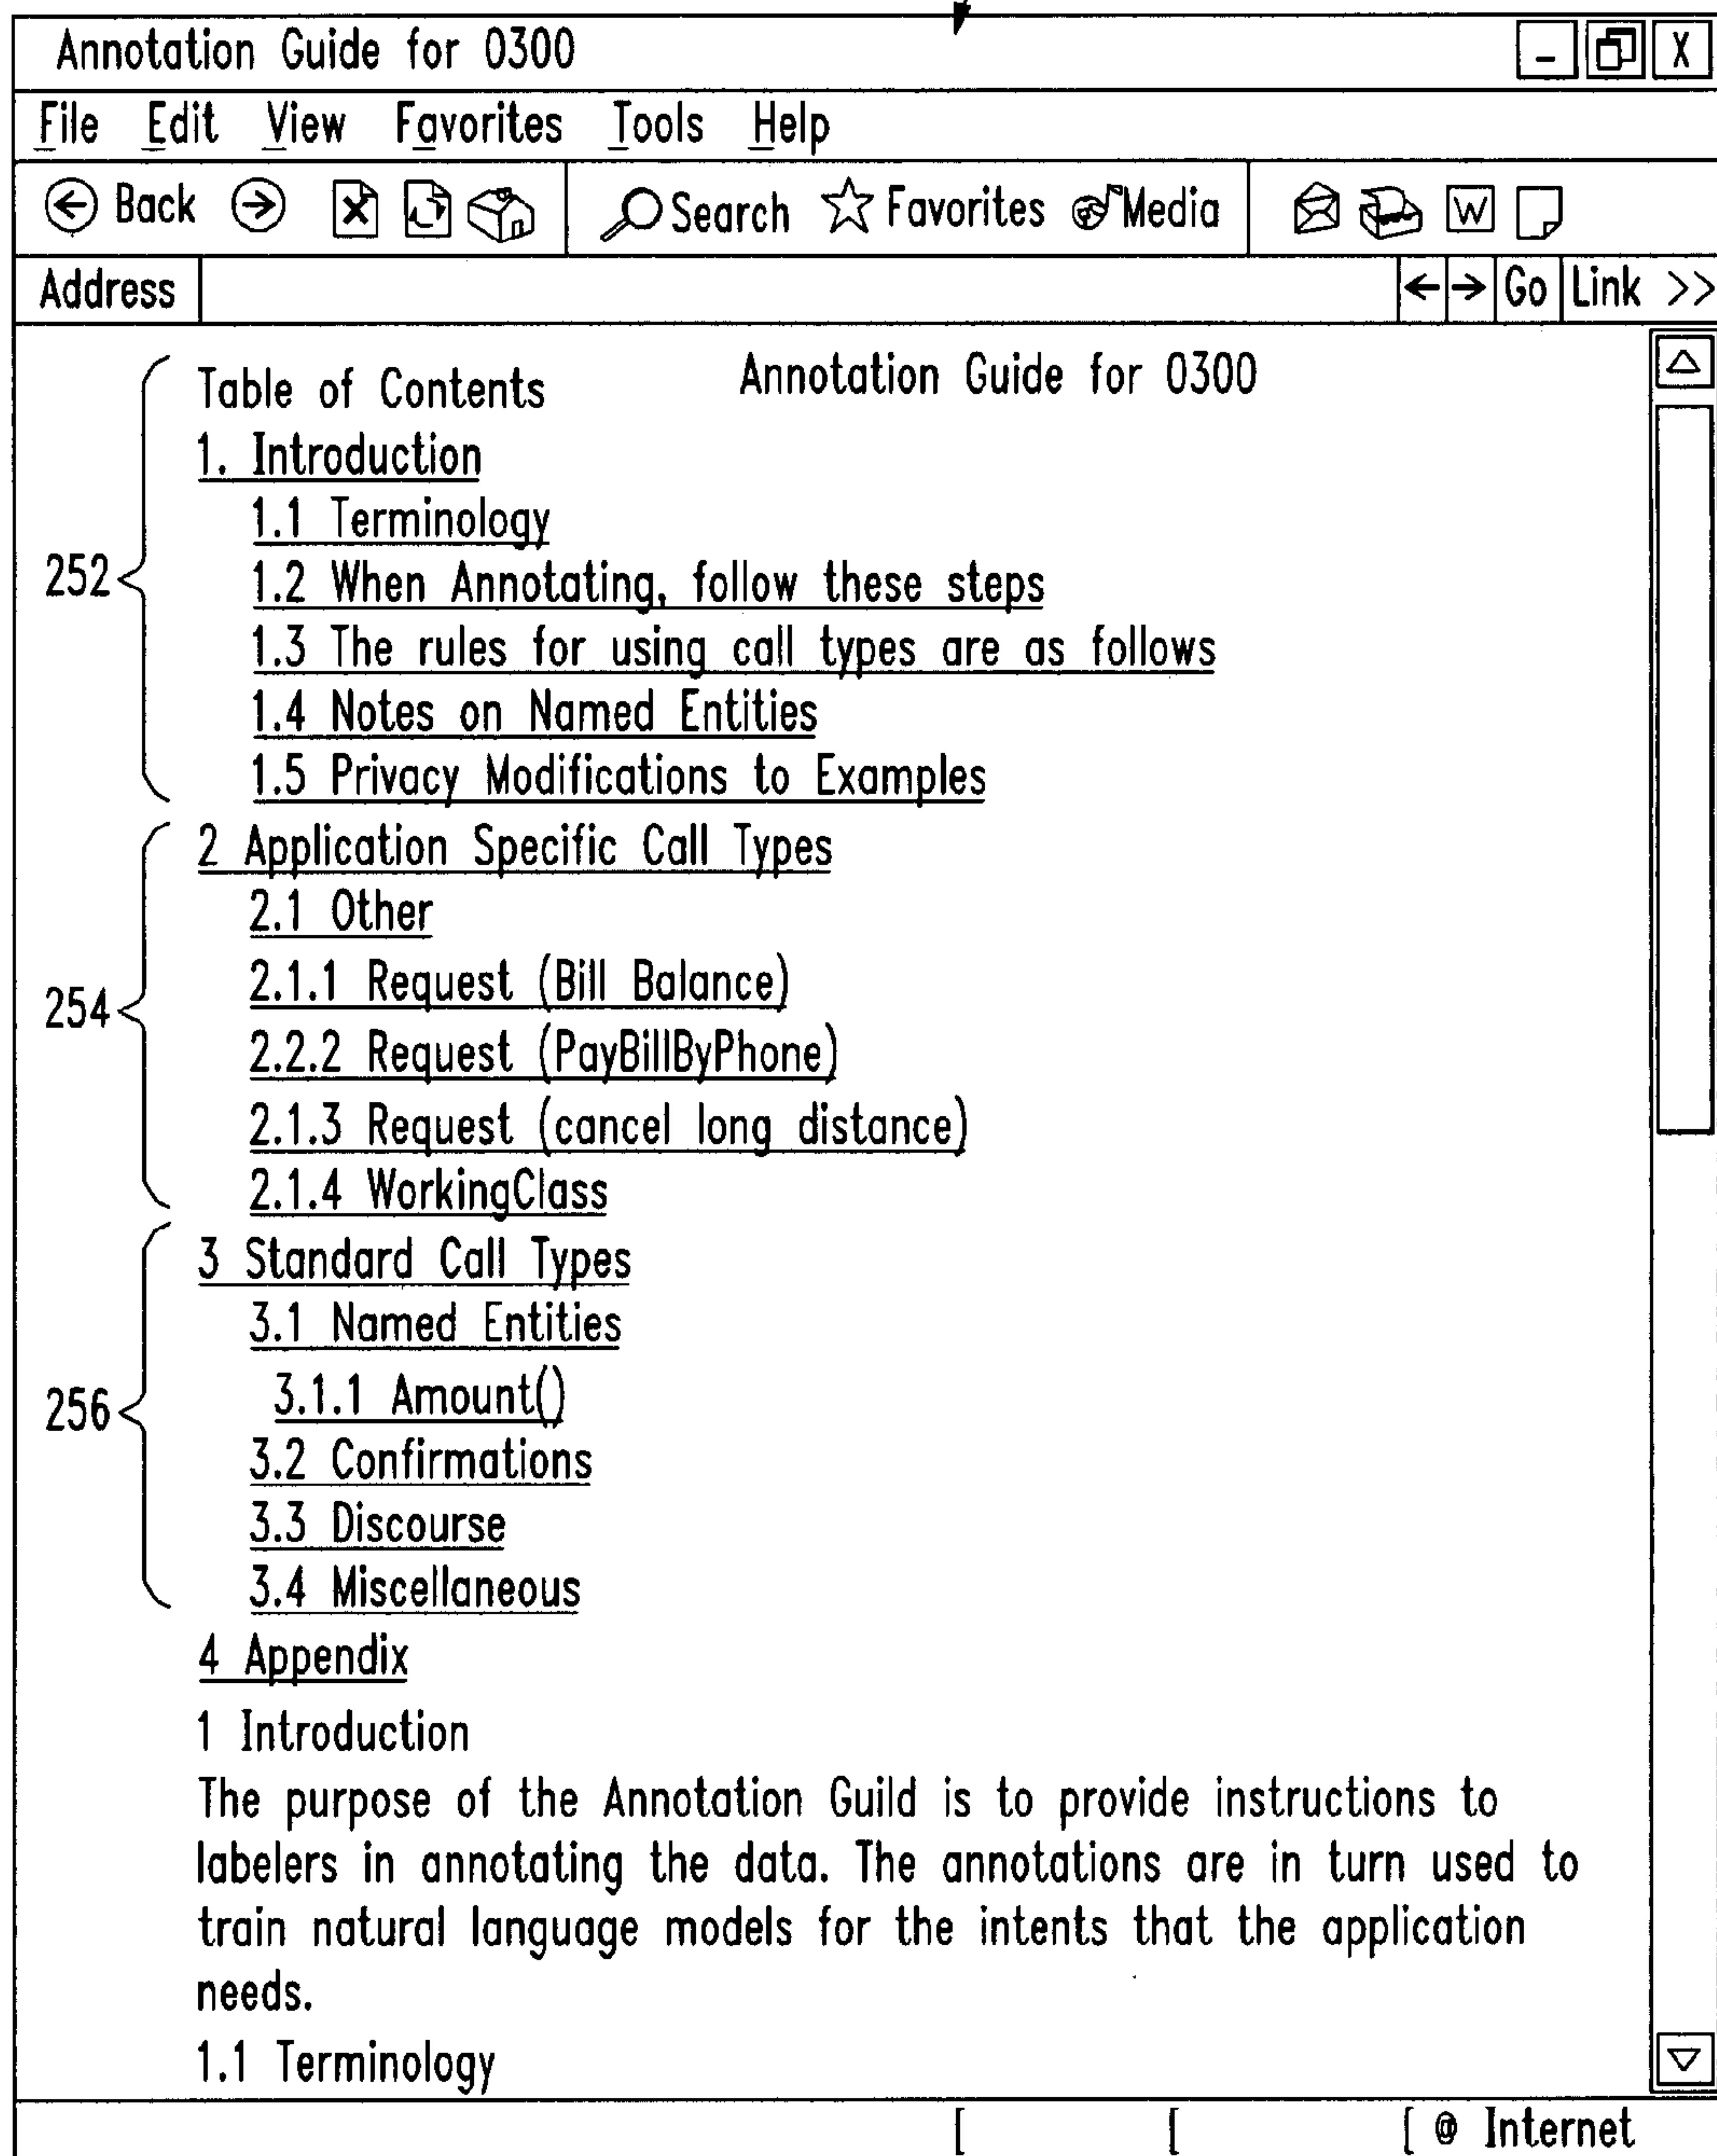 Annotation Guide for 0300
- X
File Edit View Favorites Tools Help
Back Search Favorites Media W
Address Go Link >>
Table of Contents Annotation Guide for 0300
1. Introduction
1.1 Terminology
252
1.2 When Annotating, follow these steps
1.3 The rules for using call types are as follows
1.4 Notes on Named Entities
1.5 Privacy Modifications to Examples
2 Application Specific Call Types
2.1 Other
2.1.1 Request (Bill Balance)
254
2.2.2 Request (PayBillByPhone)
2.1.3 Request (cancel long distance)
2.1.4 WorkingClass
3 Standard Call Types
3.1 Named Entities
256
3.1.1 Amount()
3.2 Confirmations
3.3 Discourse
3.4 Miscellaneous
4 Appendix
1 Introduction
The purpose of the Annotation Guild is to provide instructions to
labelers in annotating the data. The annotations are in turn used to
train natural language models for the intents that the application
needs.
1.1 Terminology
[ [ [ @ Internet